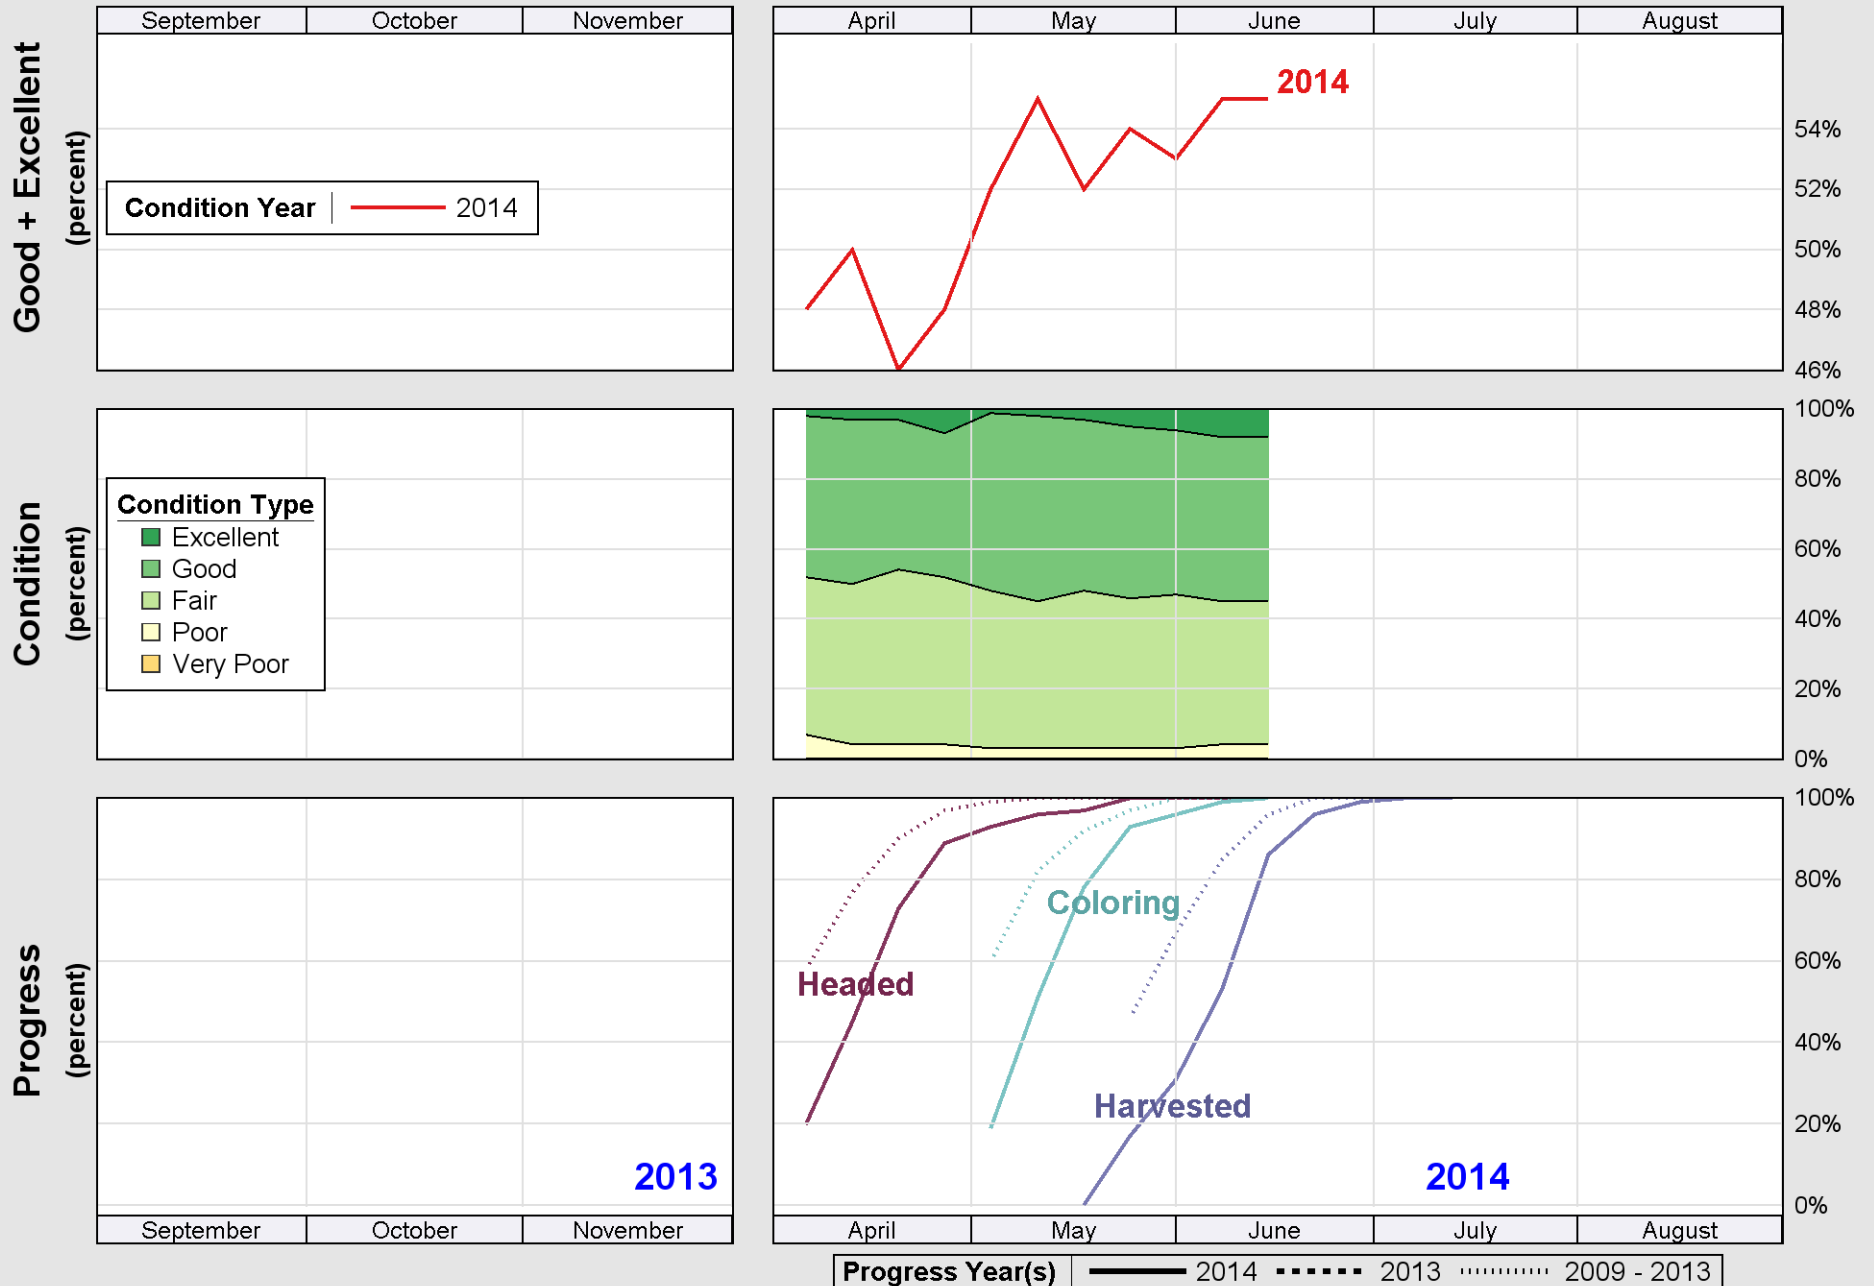 September October November April May June July August
Good + Excellent
(percent)
2014
Condition Year 2014
54%
52%
50%
48%
46%
Condition
(percent)
Condition Type
Excellent
Good
Fair
Poor
Very Poor
100%
80%
60%
40%
20%
0%
Progress
(percent)
Headed
Coloring
Harvested
100%
80%
60%
40%
20%
0%
2013
2014
September October November April May June July August
Progress Year(s) 2014 2013 2009 - 2013